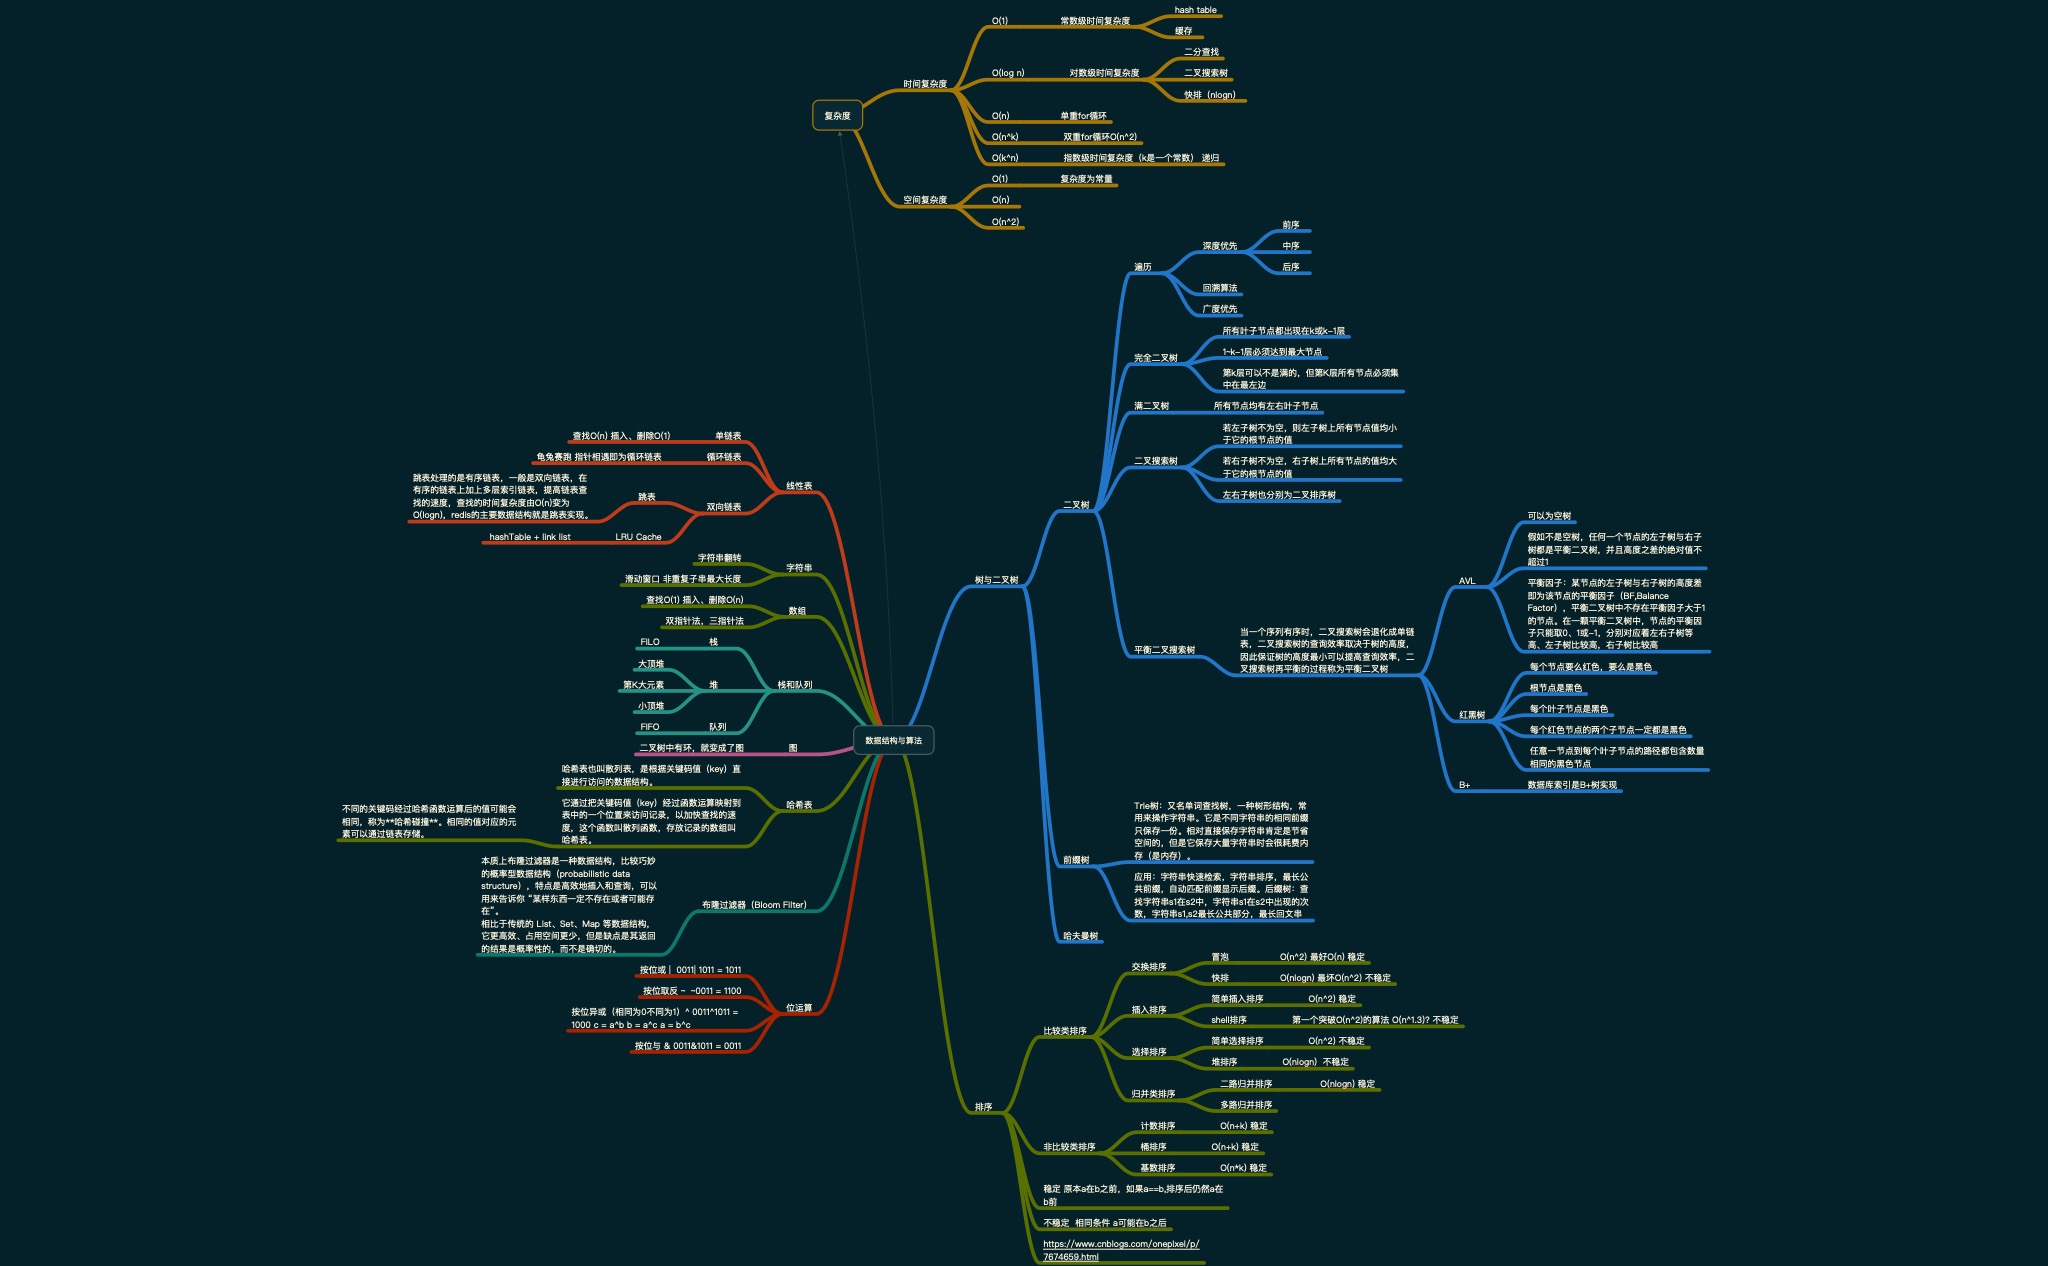 复杂度
时间复杂度
O(1)
常数级时间复杂度
hash table
缓存
O(log n)
对数级时间复杂度
二分查找
二叉搜索树
快排（nlogn)
O(n)
单重for循环
O(n^k)
双重for循环O(n^2)
O(k^n)
指数级时间复杂度（k是一个常数） 递归
空间复杂度
O(1)
复杂度为常量
O(n)
O(n^2)
数据结构与算法
树与二叉树
二叉树
遍历
深度优先
前序
中序
后序
回溯算法
广度优先
完全二叉树
所有叶子节点都出现在k或k-1层
1~k-1层必须达到最大节点
第k层可以不是满的，但第K层所有节点必须集
中在最左边
满二叉树
所有节点均有左右叶子节点
二叉搜索树
若左子树不为空，则左子树上所有节点值均小
于它的根节点的值
若右子树不为空，右子树上所有节点的值均大
于它的根节点的值
左右子树也分别为二叉排序树
平衡二叉搜索树
当一个序列有序时，二叉搜索树会退化成单链
表，二叉搜索树的查询效率取决于树的高度，
因此保证树的高度最小可以提高查询效率，二
叉搜索树再平衡的过程称为平衡二叉树
AVL
可以为空树
假如不是空树，任何一个节点的左子树与右子
树都是平衡二叉树，并且高度之差的绝对值不
超过1
平衡因子：某节点的左子树与右子树的高度差
即为该节点的平衡因子（BF,Balance
Factor），平衡二叉树中不存在平衡因子大于1
的节点。在一颗平衡二叉树中，节点的平衡因
子只能取0、1或-1，分别对应着左右子树等
高、左子树比较高，右子树比较高
红黑树
每个节点要么红色，要么是黑色
根节点是黑色
每个叶子节点是黑色
每个红色节点的两个子节点一定都是黑色
任意一节点到每个叶子节点的路径都包含数量
相同的黑色节点
B+
数据库索引是B+树实现
前缀树
Trie树：又名单词查找树，一种树形结构，常
用来操作字符串。它是不同字符串的相同前缀
只保存一份。相对直接保存字符串肯定是节省
空间的，但是它保存大量字符串时会很耗费内
存（是内存）。
应用：字符串快速检索，字符串排序，最长公
共前缀，自动匹配前缀显示后缀。后缀树：查
找字符串s1在s2中，字符串s1在s2中出现的次
数，字符串s1,s2最长公共部分，最长回文串
哈夫曼树
排序
比较类排序
交换排序
冒泡
O(n^2) 最好O(n) 稳定
快排
O(nlogn) 最坏O(n^2) 不稳定
插入排序
简单插入排序
O(n^2) 稳定
shell排序
第一个突破O(n^2)的算法 O(n^1.3)? 不稳定
选择排序
简单选择排序
O(n^2) 不稳定
堆排序
O(nlogn) 不稳定
归并类排序
二路归并排序
O(nlogn) 稳定
多路归并排序
非比较类排序
计数排序
O(n+k) 稳定
桶排序
O(n+k) 稳定
基数排序
O(n*k) 稳定
稳定 原本a在b之前，如果a==b,排序后仍然a在
b前
不稳定 相同条件 a可能在b之后
https://www.cnblogs.com/onepixel/p/
7674659.html
线性表
单链表
查找O(n) 插入、删除O(1)
循环链表
龟兔赛跑 指针相遇即为循环链表
双向链表
跳表
跳表处理的是有序链表，一般是双向链表，在
有序的链表上加上多层索引链表，提高链表查
找的速度，查找的时间复杂度由O(n)变为
O(logn)，redis的主要数据结构就是跳表实现。
LRU Cache
hashTable + link list
字符串
字符串翻转
滑动窗口 非重复子串最大长度
数组
查找O(1) 插入、删除O(n)
双指针法，三指针法
栈和队列
栈
FILO
堆
大顶堆
第K大元素
小顶堆
队列
FIFO
图
二叉树中有环，就变成了图
哈希表
哈希表也叫散列表，是根据关键码值（key）直
接进行访问的数据结构。
它通过把关键码值（key）经过函数运算映射到
表中的一个位置来访问记录，以加快查找的速
度，这个函数叫散列函数，存放记录的数组叫
哈希表。
不同的关键码经过哈希函数运算后的值可能会
相同，称为**哈希碰撞**。相同的值对应的元
素可以通过链表存储。
布隆过滤器（Bloom Filter）
本质上布隆过滤器是一种数据结构，比较巧妙
的概率型数据结构（probabilistic data
structure），特点是高效地插入和查询，可以
用来告诉你 “某样东西一定不存在或者可能存
在”。
相比于传统的 List、Set、Map 等数据结构，
它更高效、占用空间更少，但是缺点是其返回
的结果是概率性的，而不是确切的。
位运算
按位或 | 0011| 1011 = 1011
按位取反 ~ ~0011 = 1100
按位异或（相同为0不同为1）^ 0011^1011 =
1000 c = a^b b = a^c a = b^c
按位与 & 0011&1011 = 0011